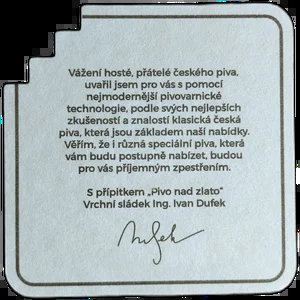 Vážení hosté, přátelé českého piva,
uvařil jsem pro vás s pomocí
nejmodernější pivovarnické
technologie, podle svých nejlepších
zkušeností a znalostí klasická česká
piva, která jsou základem naší nabídky.
Věřím, že i různá speciální piva, která
vám budu postupně nabízet, budou
pro vás příjemným zpestřením.
S přípitkem „Pivo nad zlato“
Vrchní sládek Ing. Ivan Dufek
Dufek